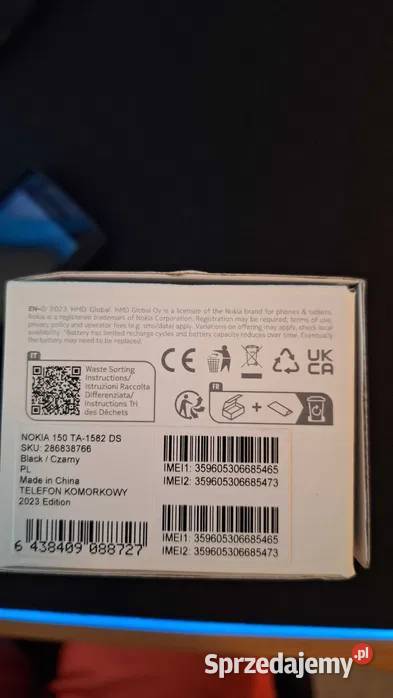 EN-© 2023 HMD Global. HMD Global Oy is a licensee of the Nokia brand for phones & tablets.
Nokia is a registered trademark of Nokia Corporation. Registration may be required, terms of use,
privacy policy and operator fees (e.g. sms/data) apply. Variations on offering may apply, check local
availability. *Battery has limited recharge cycles and battery capacity reduces over time. Eventually
the battery may need to be replaced.
IT
Waste Sorting
Instructions/
Istruzioni Raccolta
Differenziata/
Instructions TH
des Déchets
CE
UK
CA
FR
NOKIA 150 TA-1582 DS
SKU: 286838766
Black / Czarny
PL
Made in China
TELEFON KOMORKOWY
2023 Edition
6 438409 088727
IMEI1: 359605306685465
IMEI2: 359605306685473
IMEI1: 359605306685465
IMEI2: 359605306685473
Sprzedajemy.pl